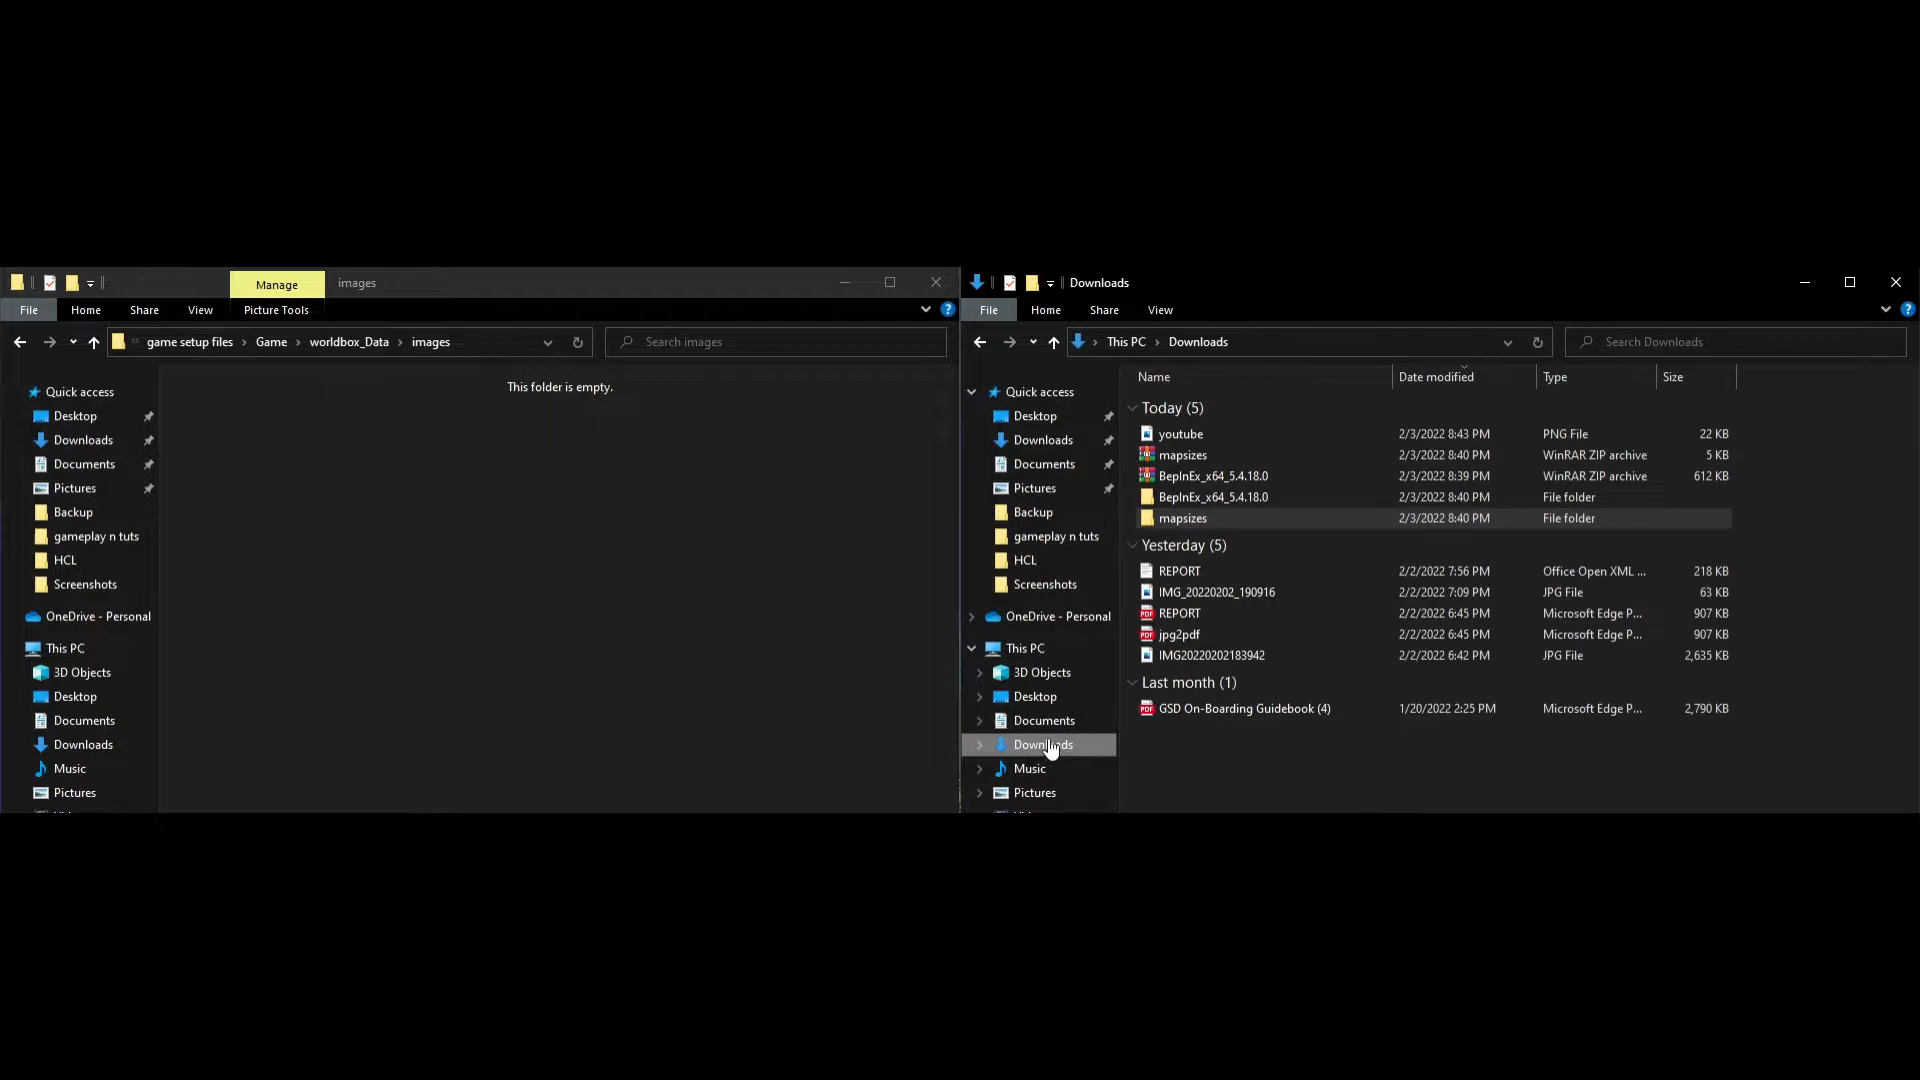 Manage
images
File
Home
Share
View
Picture Tools
game setup files
Game
worldbox_Data
images
Search images
Quick access
Desktop
Downloads
Documents
Pictures
Backup
gameplay n tuts
HCL
Screenshots
OneDrive - Personal
This PC
3D Objects
Desktop
Documents
Downloads
Music
Pictures
This folder is empty.
Downloads
File
Home
Share
View
This PC
Downloads
Search Downloads
Quick access
Desktop
Downloads
Documents
Pictures
Backup
gameplay n tuts
HCL
Screenshots
OneDrive - Personal
This PC
3D Objects
Desktop
Documents
Downloads
Music
Pictures
Name Date modified Type Size
Today (5)
youtube 2/3/2022 8:43 PM PNG File 22 KB
mapsizes 2/3/2022 8:40 PM WinRAR ZIP archive 5 KB
BepInEx_x64_5.4.18.0 2/3/2022 8:39 PM WinRAR ZIP archive 612 KB
BepInEx_x64_5.4.18.0 2/3/2022 8:40 PM File folder
mapsizes 2/3/2022 8:40 PM File folder
Yesterday (5)
REPORT 2/2/2022 7:56 PM Office Open XML ... 218 KB
IMG_20220202_190916 2/2/2022 7:09 PM JPG File 63 KB
REPORT 2/2/2022 6:45 PM Microsoft Edge P... 907 KB
jpg2pdf 2/2/2022 6:45 PM Microsoft Edge P... 907 KB
IMG20220202183942 2/2/2022 6:42 PM JPG File 2,635 KB
Last month (1)
GSD On-Boarding Guidebook (4) 1/20/2022 2:25 PM Microsoft Edge P... 2,790 KB